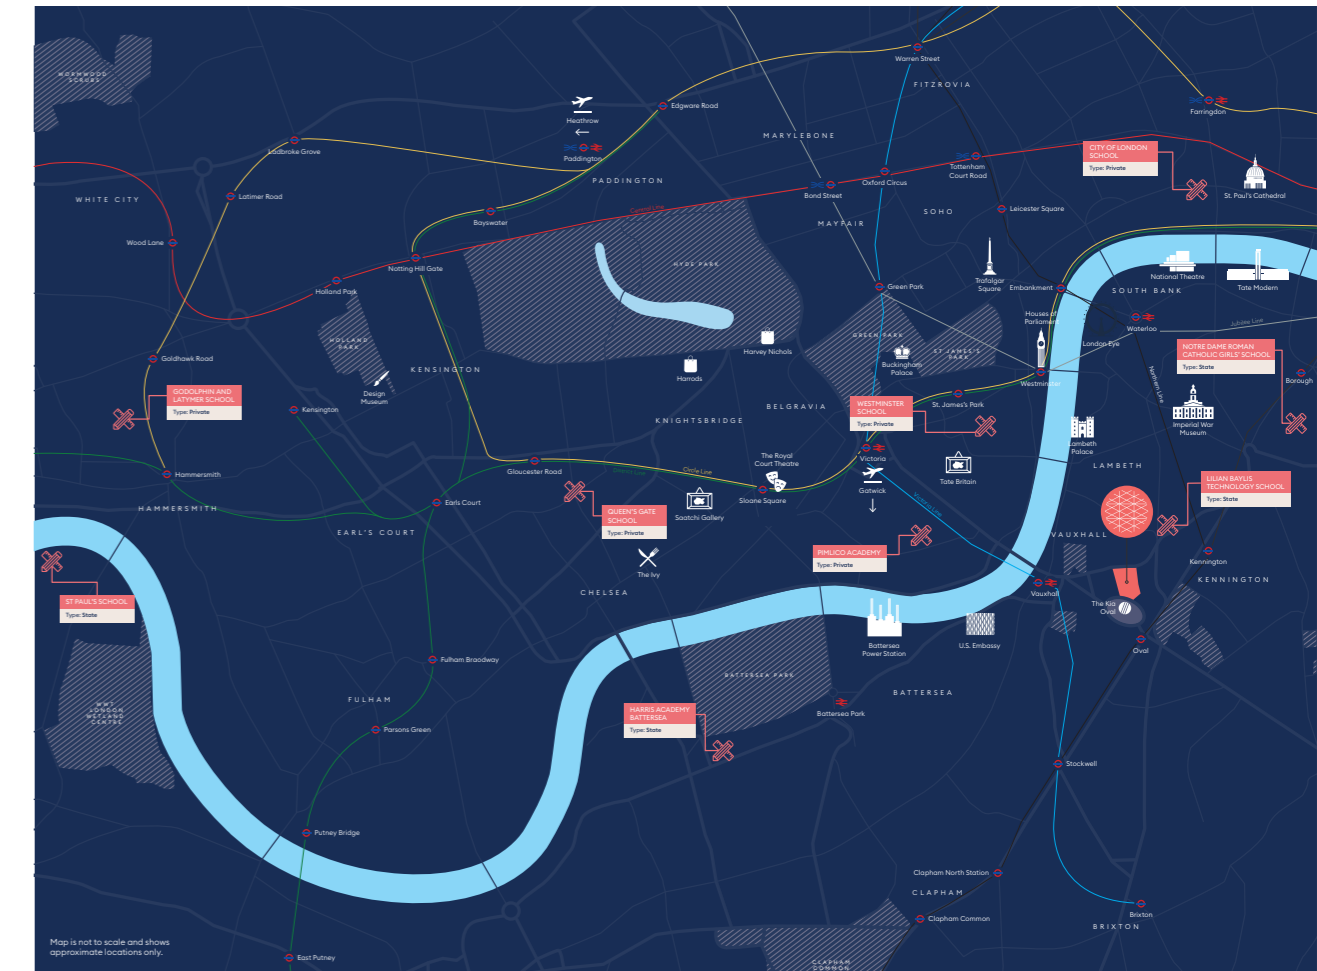 WORMWOOD
SCRUBS
Warren Street
FITZROVIA
Edgware Road
Heathrow
Farringdon
MARYLEBONE
Ladbroke Grove
Paddington
CITY OF LONDON
SCHOOL
Type: Private
Tottenham
Court Road
Oxford Circus
PADDINGTON
Bond Street
St. Paul's Cathedral
WHITE CITY
Latimer Road
Central Line
Leicester Square
SOHO
Bayswater
MAYFAIR
Wood Lane
Notting Hill Gate
HYDE PARK
National Theatre
Trafalgar
Square
Embankment
Green Park
Tate Modern
SOUTH BANK
Holland Park
Houses of
Parliament
Waterloo
Jubilee Line
HOLLAND
PARK
GREEN PARK
ST JAMES'S
PARK
London Eye
NOTRE DAME ROMAN
CATHOLIC GIRLS' SCHOOL
Type: State
Harvey Nichols
Goldhawk Road
Buckingham
Palace
KENSINGTON
Harrods
Westminster
Northern Line
Borough
GODOLPHIN AND
LATYMER SCHOOL
Type: Private
Design
Museum
Kensington
BELGRAVIA
WESTMINSTER
SCHOOL
Type: Private
St. James's Park
KNIGHTSBRIDGE
Imperial War
Museum
Lambeth
Palace
The Royal
Court Theatre
Victoria
LAMBETH
Hammersmith
Gloucester Road
Circle Line
Tate Britain
LILIAN BAYLIS
TECHNOLOGY SCHOOL
Type: State
Gatwick
Sloane Square
Earls Court
Victoria Line
HAMMERSMITH
QUEEN'S GATE
SCHOOL
Type: Private
Saatchi Gallery
EARL'S COURT
VAUXHALL
PIMLICO ACADEMY
Type: Private
Kennington
The Ivy
KENNINGTON
CHELSEA
Vauxhall
ST PAUL'S SCHOOL
Type: State
The Kia
Oval
Battersea
Power Station
U.S. Embassy
Oval
Fulham Broadway
BATTERSEA PARK
BATTERSEA
FULHAM
WWT
LONDON
WETLAND
CENTRE
HARRIS ACADEMY
BATTERSEA
Type: State
Battersea Park
Parsons Green
Stockwell
Putney Bridge
Clapham North Station
CLAPHAM
Clapham Common
Brixton
BRIXTON
Map is not to scale and shows
approximate locations only.
East Putney
CLAPHAM
COMMON